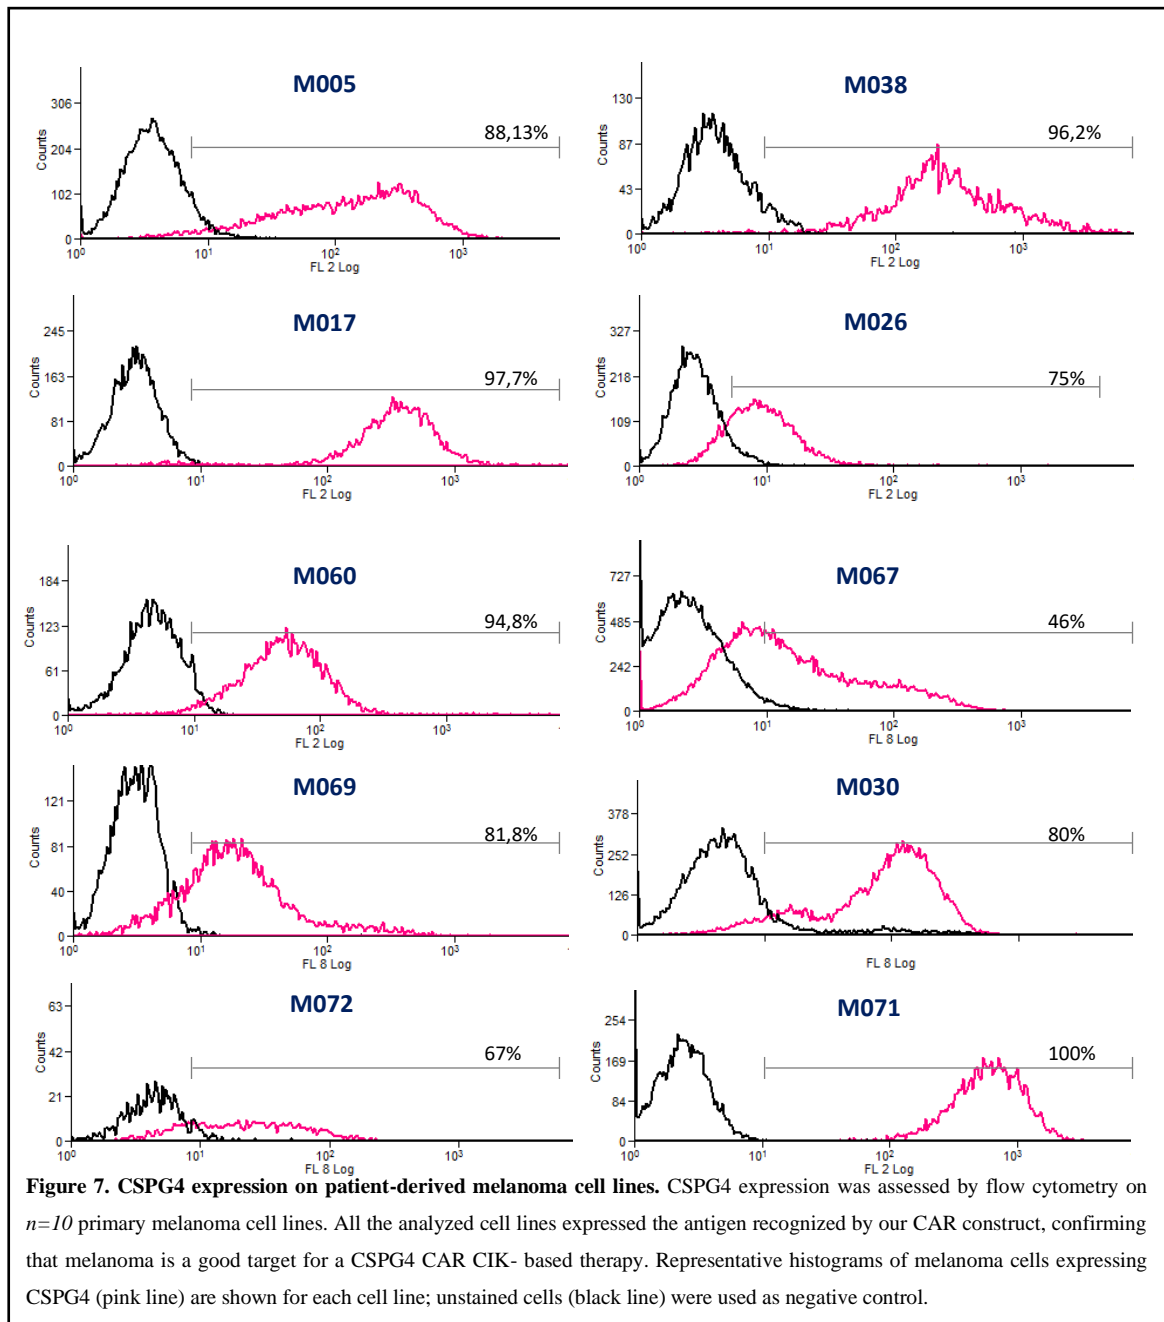 M005
306
204
102
0
Counts
88,13%
10⁰ 10¹ 10² 10³
FL 2 Log
M038
130
87
43
0
Counts
96,2%
10⁰ 10¹ 10² 10³
FL 2 Log
M017
245
163
81
0
Counts
97,7%
10⁰ 10¹ 10² 10³
FL 2 Log
M026
327
218
109
0
Counts
75%
10⁰ 10¹ 10² 10³
FL 2 Log
M060
184
123
61
0
Counts
94,8%
10⁰ 10¹ 10² 10³
FL 2 Log
M067
727
485
242
0
Counts
46%
10⁰ 10¹ 10² 10³
FL 8 Log
M069
121
81
40
0
Counts
81,8%
10⁰ 10¹ 10² 10³
FL 8 Log
M030
378
252
126
0
Counts
80%
FL 8 Log
M072
63
42
21
0
Counts
67%
10⁰ 10¹ 10² 10³
FL 8 Log
M071
254
169
84
0
Counts
100%
10⁰ 10¹ 10² 10³
FL 2 Log
Figure 7. CSPG4 expression on patient-derived melanoma cell lines. CSPG4 expression was assessed by flow cytometry on
n=10 primary melanoma cell lines. All the analyzed cell lines expressed the antigen recognized by our CAR construct, confirming
that melanoma is a good target for a CSPG4 CAR CIK- based therapy. Representative histograms of melanoma cells expressing
CSPG4 (pink line) are shown for each cell line; unstained cells (black line) were used as negative control.